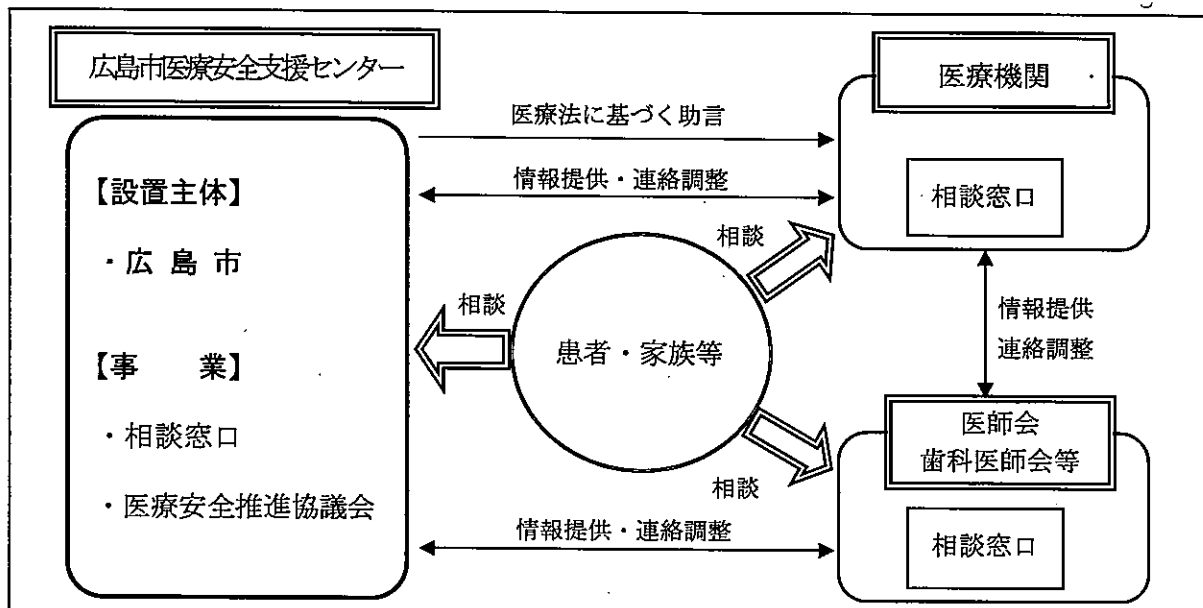 広島市医療安全支援センター
【設置主体】
・広島市
【事　業】
・相談窓口
・医療安全推進協議会
医療法に基づく助言
情報提供・連絡調整
相談
患者・家族等
相談
相談
情報提供・連絡調整
医療機関
相談窓口
情報提供
連絡調整
医師会
歯科医師会等
相談窓口